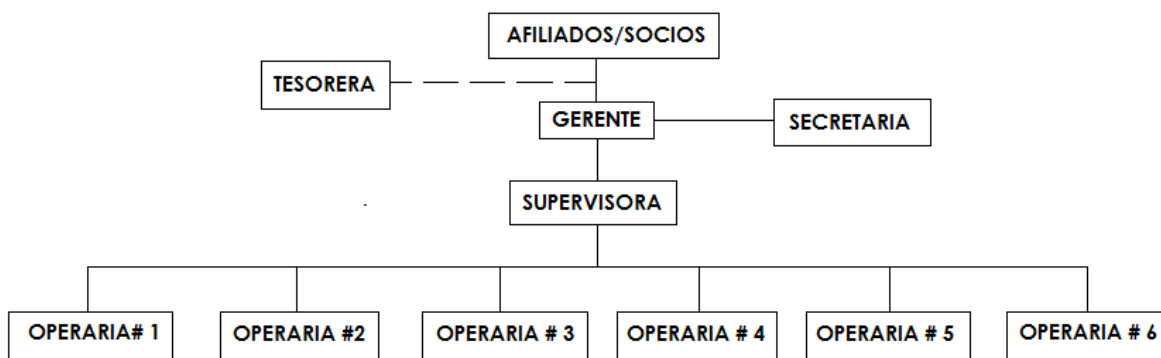 AFILIADOS/SOCIOS
TESORERA
GERENTE
SECRETARIA
SUPERVISORA
OPERARIA# 1
OPERARIA #2
OPERARIA # 3
OPERARIA # 4
OPERARIA # 5
OPERARIA # 6